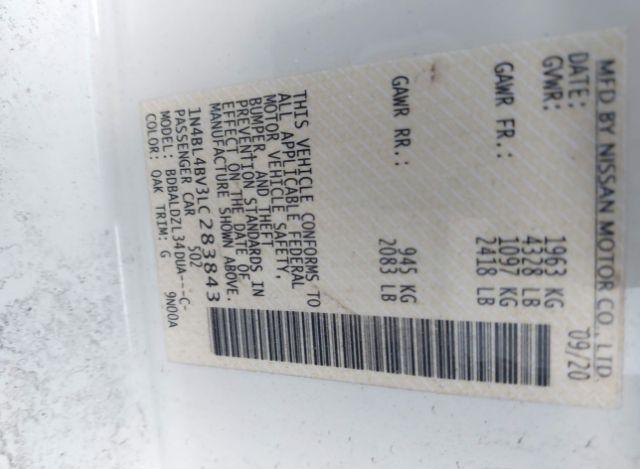 MFD BY NISSAN MOTOR CO., LTD.
DATE: 09/20
GVWR: 1963 KG
4328 LB
GAWR FR.: 1097 KG
2418 LB
GAWR RR.: 945 KG
2083 LB
THIS VEHICLE CONFORMS TO
ALL APPLICABLE FEDERAL
MOTOR VEHICLE SAFETY,
BUMPER, AND THEFT
PREVENTION STANDARDS IN
EFFECT ON THE DATE OF
MANUFACTURE SHOWN ABOVE.
1N4BL4BV3LC283843
PASSENGER CAR 502
MODEL: BDBALDZL34DUA---C-
COLOR: QAK TRIM: G 9N00A